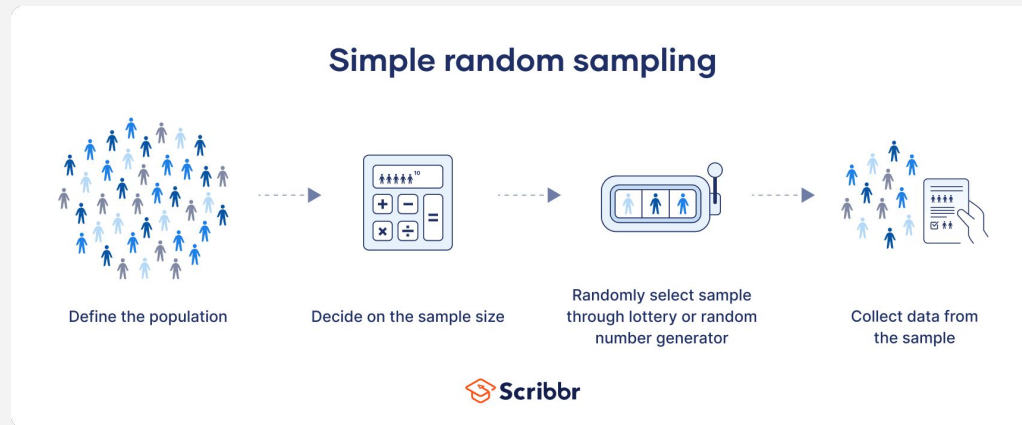 Simple random sampling
10
Define the population
Decide on the sample size
Randomly select sample
through lottery or random
number generator
Collect data from
the sample
Scribbr